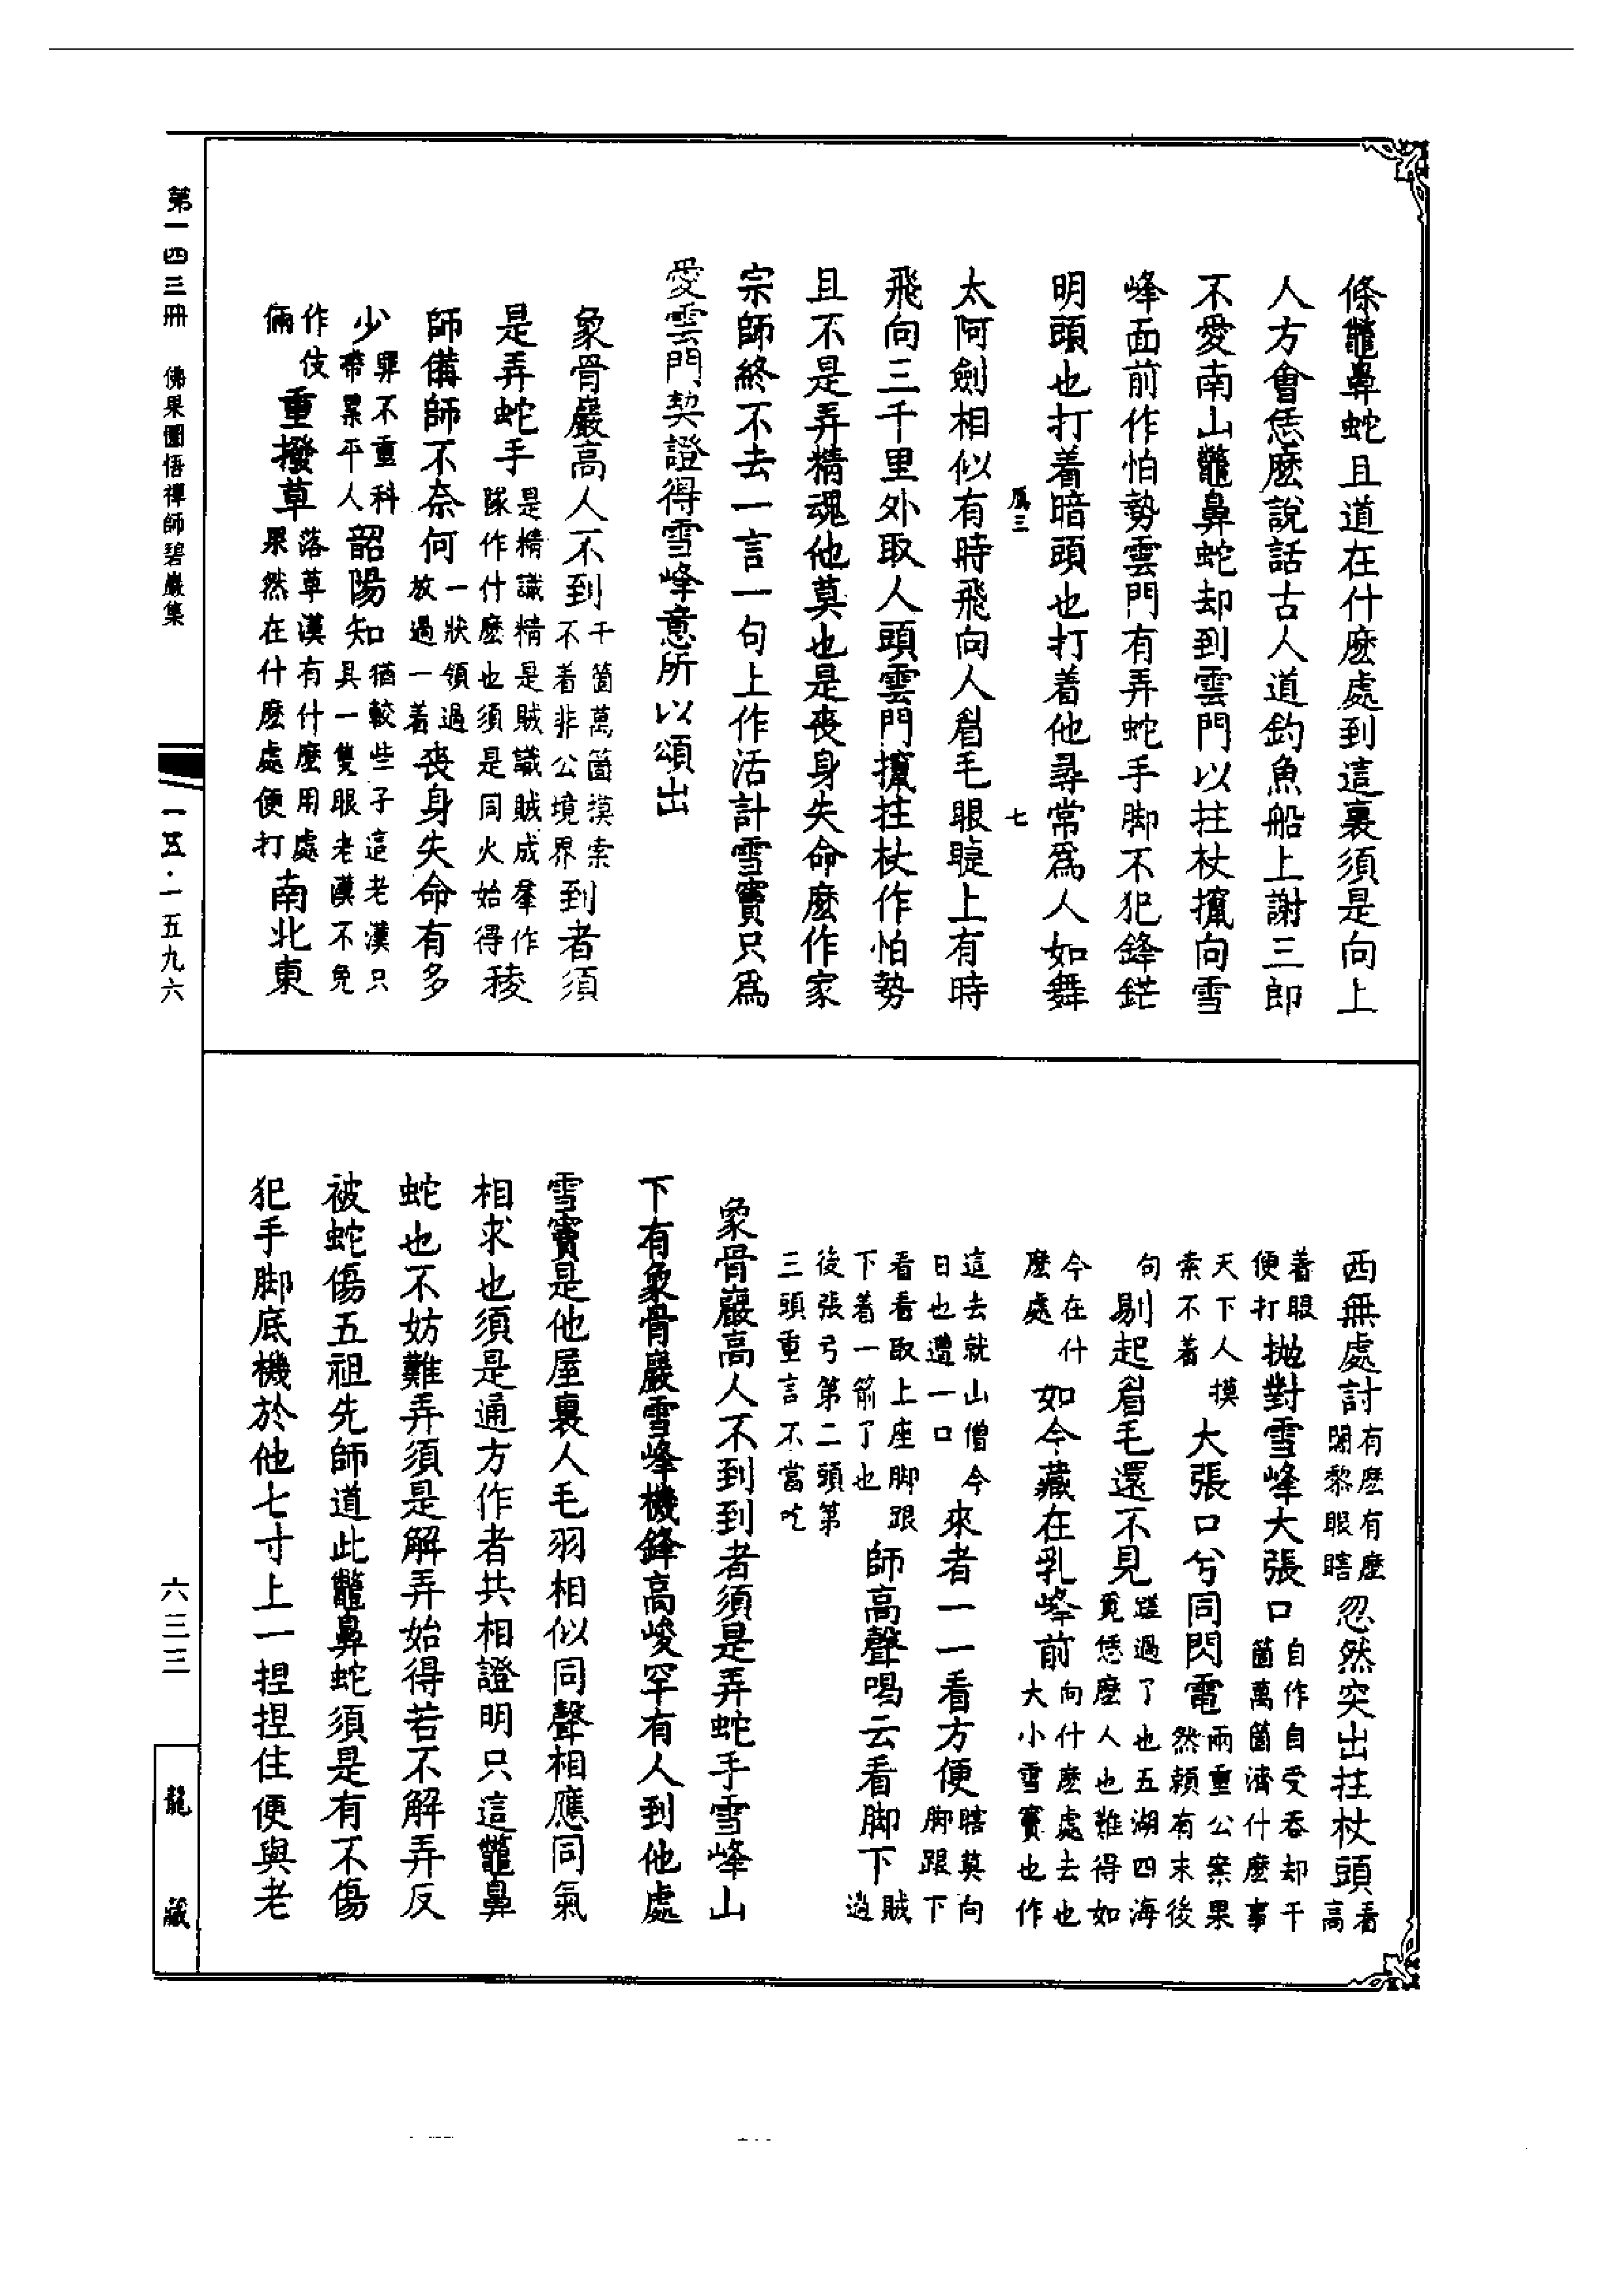 條鼈鼻蛇且道在什麽處到這裏須是向上
人方會恁麽說話古人道釣魚船上謝三郎
不愛南山鼈鼻蛇却到雲門以拄杖攛向雪
峰面前作怕勢雲門有弄蛇手脚不犯鋒鋩
明頭也打着暗頭也打着他尋常爲人如舞
鳳三　七
太阿劍相似有時飛向人眉毛眼睫上有時
飛向三千里外取人頭雲門攛拄杖作怕勢
且不是弄精魂他莫也是喪身失命麽作家
宗師終不去一言一句上作活計雪竇只爲
愛雲門契證得雪峰意所以頌出
象骨巖高人不到千箇萬箇摸索不着非公境界到者須
是弄蛇手是精識精是賊識賊成羣作隊作什麽也須是同火始得稜
師備師不奈何一狀領過放過一着喪身失命有多
少罪不重科帶累平人韶陽知猶較些子這老漢只具一隻眼老漢不免
作伎倆重撥草落草漢有什麽用處果然在什麽處便打南北東
西無處討有麽有麽闍黎眼瞎忽然突出拄杖頭看高
着眼便打抛對雪峰大張口自作自受吞却千箇萬箇濟什麽事
天下人摸索不着大張口兮同閃電兩重公案果然賴有末後
句剔起眉毛還不見蹉過了也五湖四海覓恁麽人也難得如
今在什麽處如今藏在乳峰前向什麽處去也大小雪竇也作
這去就山僧今日也遭一口來者一一看方便瞎莫向脚跟下
看看取上座脚跟下着一箭了也師高聲喝云看脚下賊過
後張弓第二頭第三頭重言不當吃
象骨巖高人不到到者須是弄蛇手雪峰山
下有象骨巖雪峰機鋒高峻罕有人到他處
雪竇是他屋裏人毛羽相似同聲相應同氣
相求也須是通方作者共相證明只這鼈鼻
蛇也不妨難弄須是解弄始得若不解弄反
被蛇傷五祖先師道此鼈鼻蛇須是有不傷
犯手脚底機於他七寸上一捏捏住便與老
第一四三冊　佛果圜悟禪師碧巖集
一五五·一五九六
六三三
龍藏